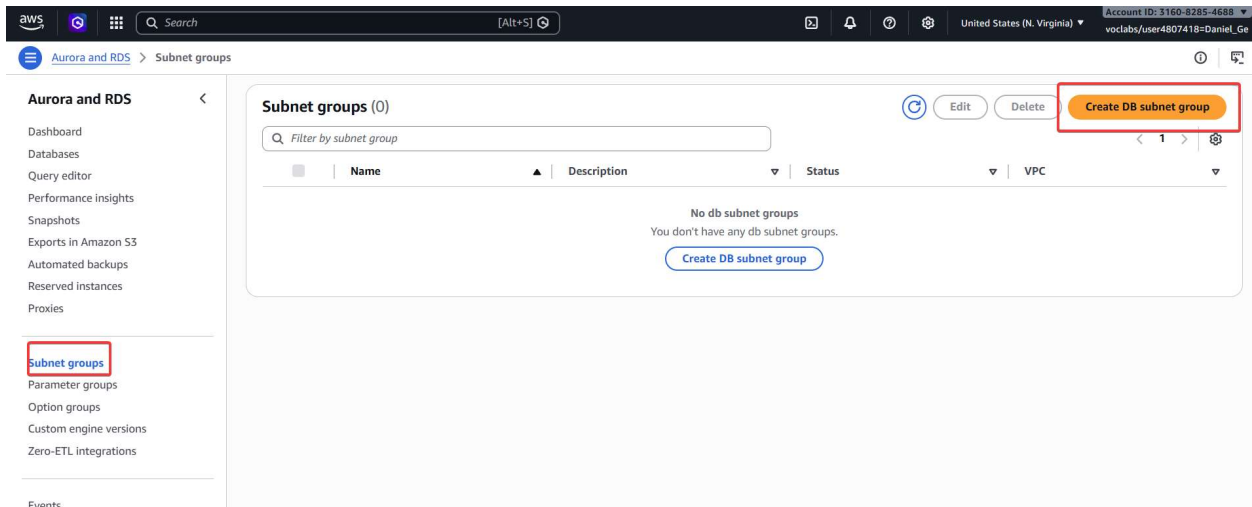 aws
Search [Alt+S] United States (N. Virginia) ▼ Account ID: 3160-8285-4688 ▼
voclabs/user4807418=Daniel_Ge
Aurora and RDS > Subnet groups
Aurora and RDS
Dashboard
Databases
Query editor
Performance insights
Snapshots
Exports in Amazon S3
Automated backups
Reserved instances
Proxies
Subnet groups
Parameter groups
Option groups
Custom engine versions
Zero-ETL integrations
Events
Subnet groups (0) Edit Delete Create DB subnet group
Filter by subnet group < 1 >
Name ▲ Description Status VPC
No db subnet groups
You don't have any db subnet groups.
Create DB subnet group